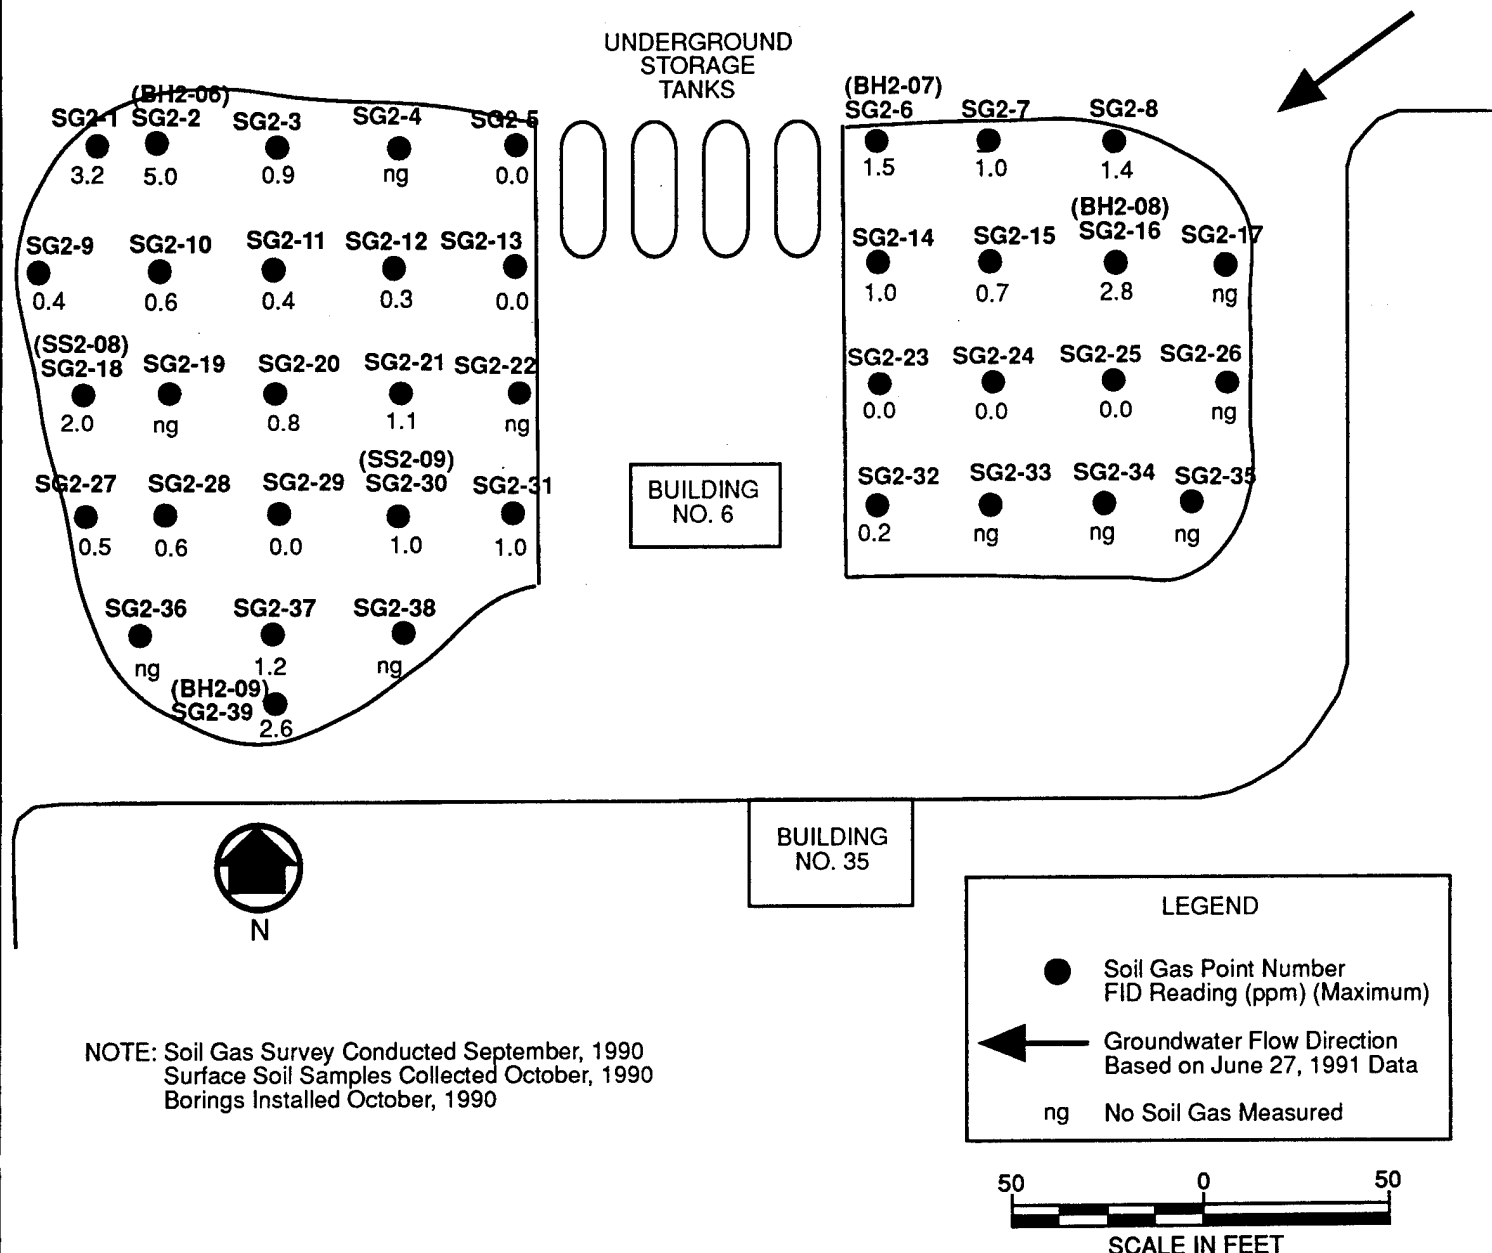 UNDERGROUND
STORAGE
TANKS
(BH2-06)
SG2-1 SG2-2 SG2-3 SG2-4 SG2-5
3.2 5.0 0.9 ng 0.0
(BH2-07)
SG2-6 SG2-7 SG2-8
1.5 1.0 1.4
SG2-9 SG2-10 SG2-11 SG2-12 SG2-13
0.4 0.6 0.4 0.3 0.0
(BH2-08)
SG2-14 SG2-15 SG2-16 SG2-17
1.0 0.7 2.8 ng
(SS2-08)
SG2-18 SG2-19 SG2-20 SG2-21 SG2-22
2.0 ng 0.8 1.1 ng
SG2-23 SG2-24 SG2-25 SG2-26
0.0 0.0 0.0 ng
(SS2-09)
SG2-27 SG2-28 SG2-29 SG2-30 SG2-31
0.5 0.6 0.0 1.0 1.0
BUILDING
NO. 6
SG2-32 SG2-33 SG2-34 SG2-35
0.2 ng ng ng
SG2-36 SG2-37 SG2-38
ng 1.2 ng
(BH2-09)
SG2-39
2.6
BUILDING
NO. 35
N
LEGEND
Soil Gas Point Number
FID Reading (ppm) (Maximum)
Groundwater Flow Direction
Based on June 27, 1991 Data
ng No Soil Gas Measured
NOTE: Soil Gas Survey Conducted September, 1990
Surface Soil Samples Collected October, 1990
Borings Installed October, 1990
50 0 50
SCALE IN FEET